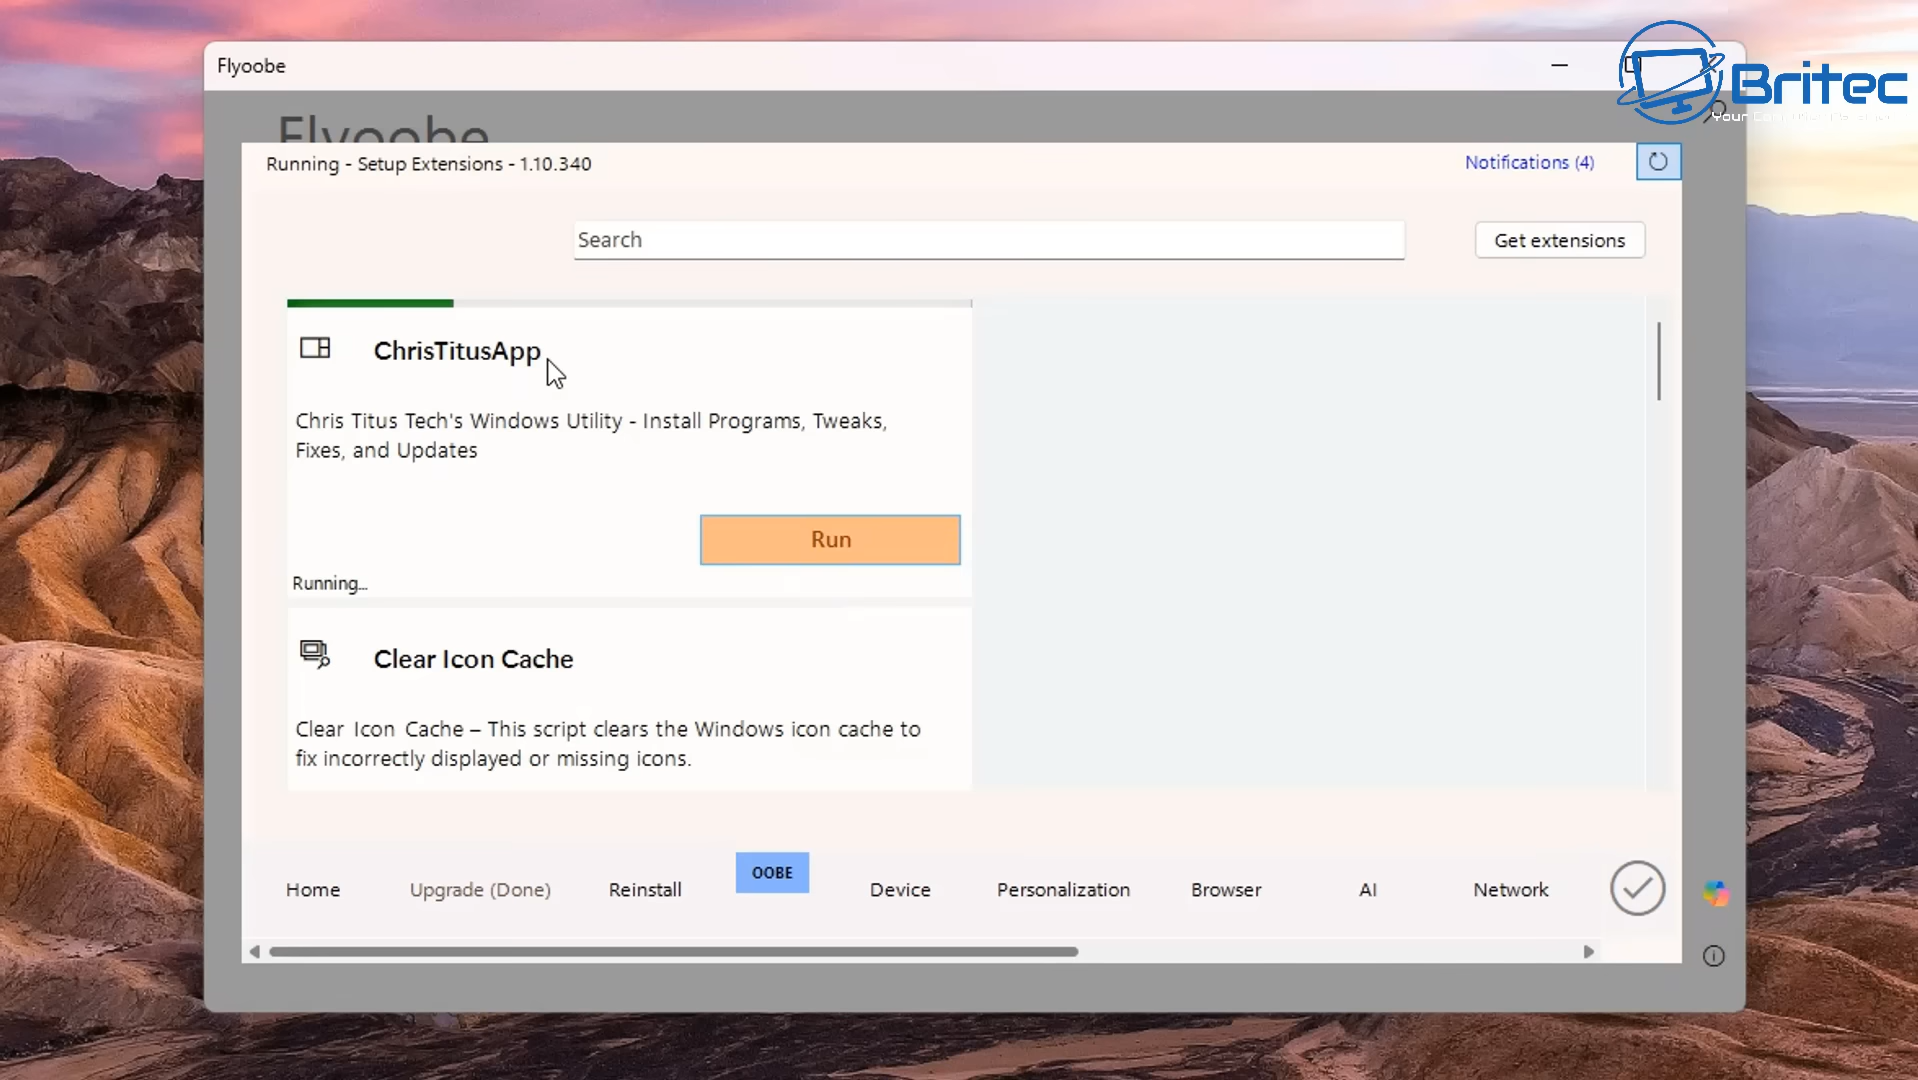 Flyoobe
Britec
Flyoobe
Running - Setup Extensions - 1.10.340
Notifications (4)
Search
Get extensions
ChrisTitusApp
Chris Titus Tech's Windows Utility - Install Programs, Tweaks,
Fixes, and Updates
Run
Running...
Clear Icon Cache
Clear Icon Cache – This script clears the Windows icon cache to
fix incorrectly displayed or missing icons.
Home
Upgrade (Done)
Reinstall
OOBE
Device
Personalization
Browser
AI
Network